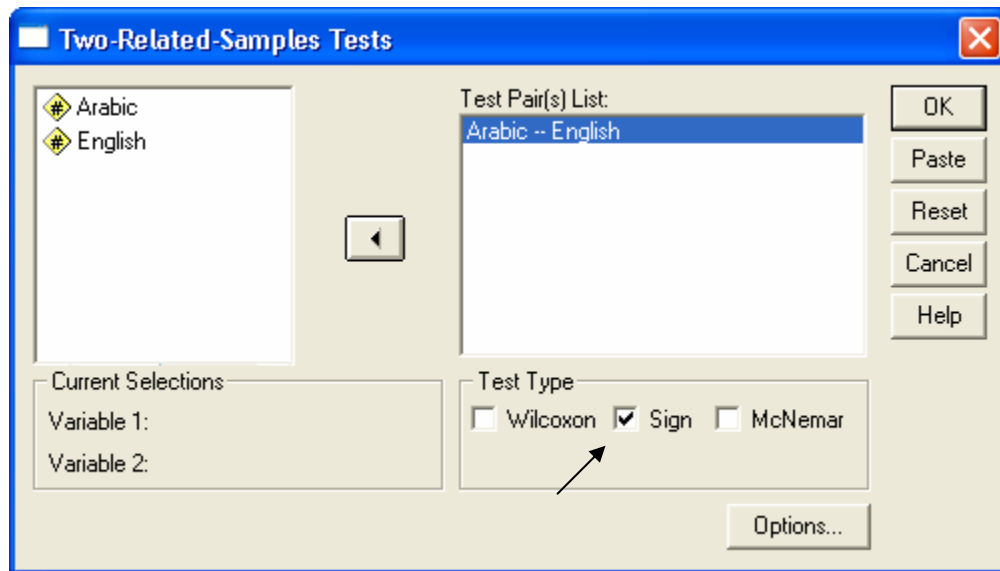 Two-Related-Samples Tests
Arabic
English
Test Pair(s) List:
Arabic -- English
OK
Paste
Reset
Cancel
Help
Current Selections
Variable 1:
Variable 2:
Test Type
Wilcoxon Sign McNemar
Options...